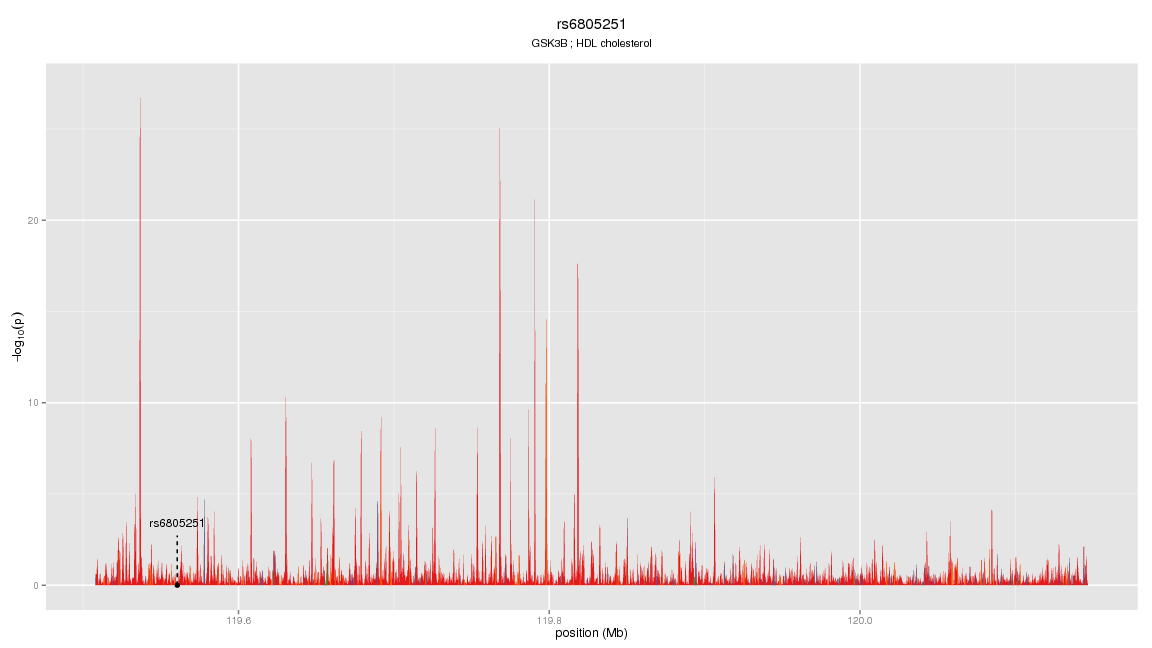 rs6805251
GSK3B ; HDL cholesterol
−log10(p)
20
10
0
rs6805251
119.6
119.8
120.0
position (Mb)